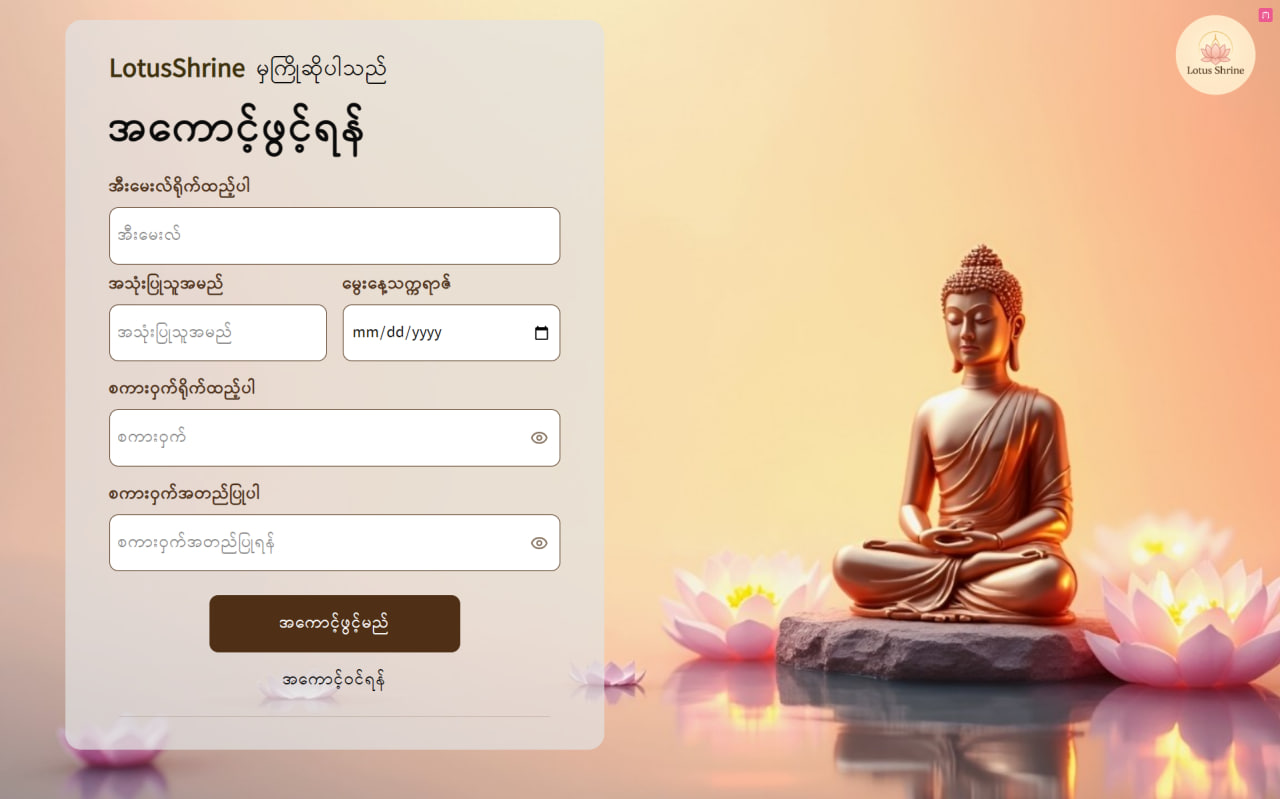 LotusShrine မှကြိုဆိုပါသည်
Lotus Shrine
အကောင့်ဖွင့်ရန်
အီးမေးလ်ရိုက်ထည့်ပါ
အီးမေးလ်
အသုံးပြုသူအမည် မွေးနေ့သက္ကရာဇ်
အသုံးပြုသူအမည် mm/dd/yyyy
စကားဝှက်ရိုက်ထည့်ပါ
စကားဝှက်
စကားဝှက်အတည်ပြုပါ
စကားဝှက်အတည်ပြုရန်
အကောင့်ဖွင့်မည်
အကောင့်ဝင်ရန်